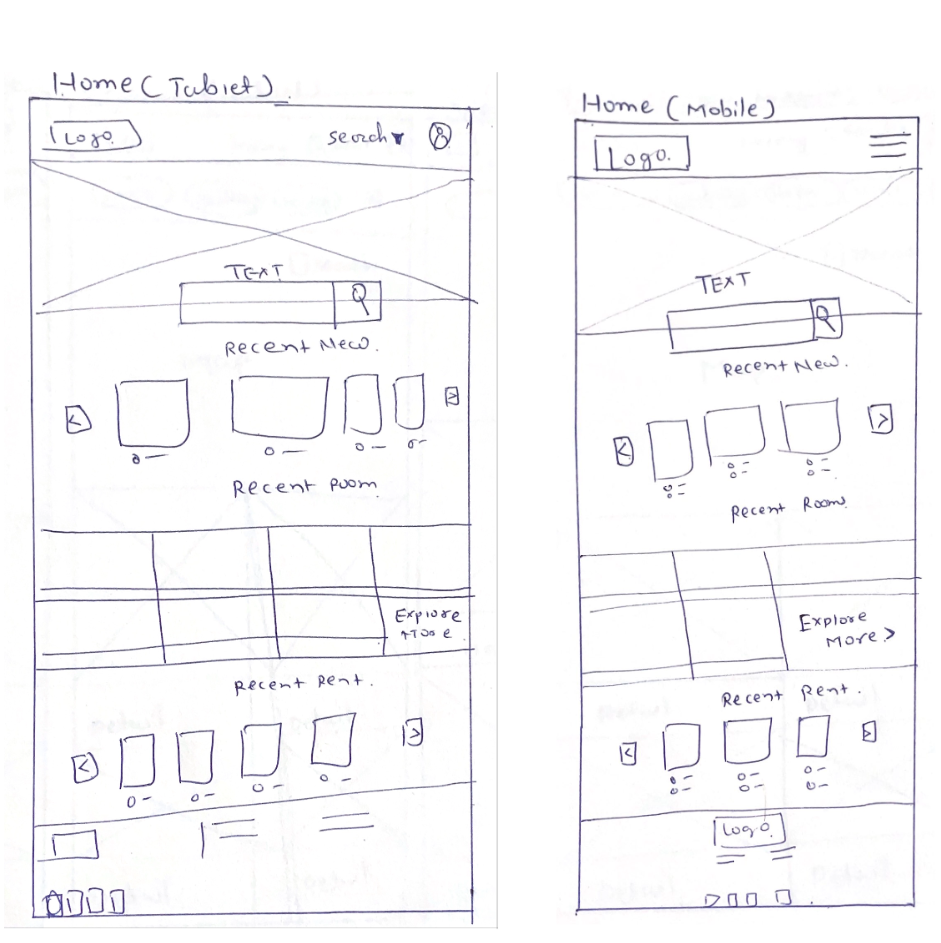 Home (Tablet)
Logo
search
TEXT
Recent New.
Recent Room
Explore
More
Recent Rent.
Home (Mobile)
Logo.
TEXT
Recent New.
Recent Room
Explore
More >
Recent Rent.
Logo